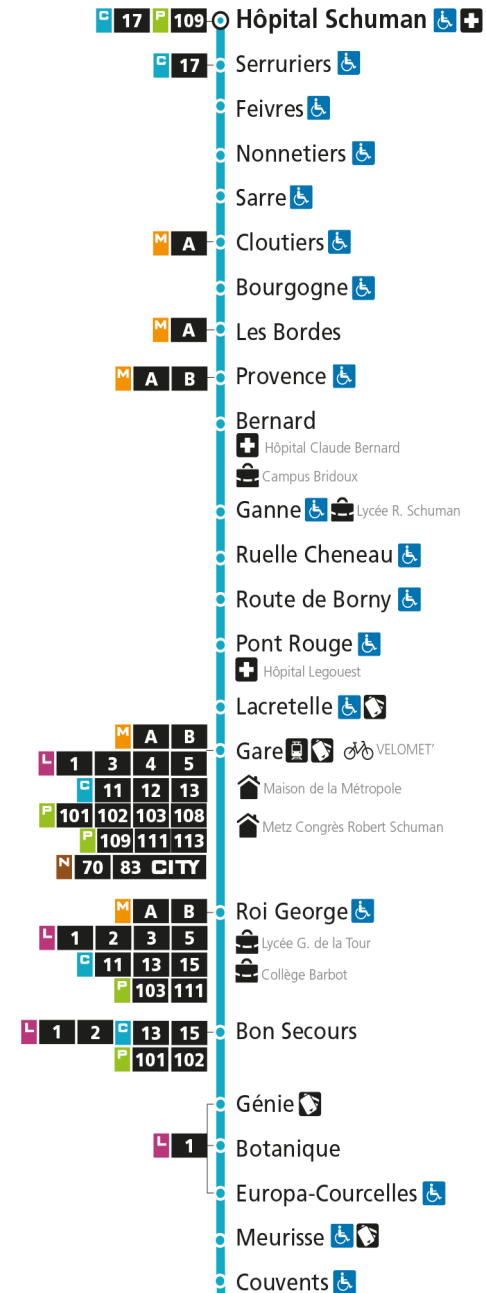 C 17 P 109 Hôpital Schuman
C 17 Serruriers
Feivres
Nonnetiers
Sarre
M A Cloutiers
Bourgogne
M A Les Bordes
M A B Provence
Bernard
Hôpital Claude Bernard
Campus Bridoux
Ganne Lycée R. Schuman
Ruelle Cheneau
Route de Borny
Pont Rouge
Hôpital Legouest
Lacretelle
M A B
Gare VELOMET'
L 1 3 4 5
C 11 12 13
Maison de la Métropole
P 101 102 103 108
Metz Congrès Robert Schuman
P 109 111 113
N 70 83 CITY
M A B Roi George
L 1 2 3 5
Lycée G. de la Tour
C 11 13 15
Collège Barbot
P 103 111
L 1 2 C 13 15 Bon Secours
P 101 102
Génie
L 1 Botanique
Europa-Courcelles
Meurisse
Couvents